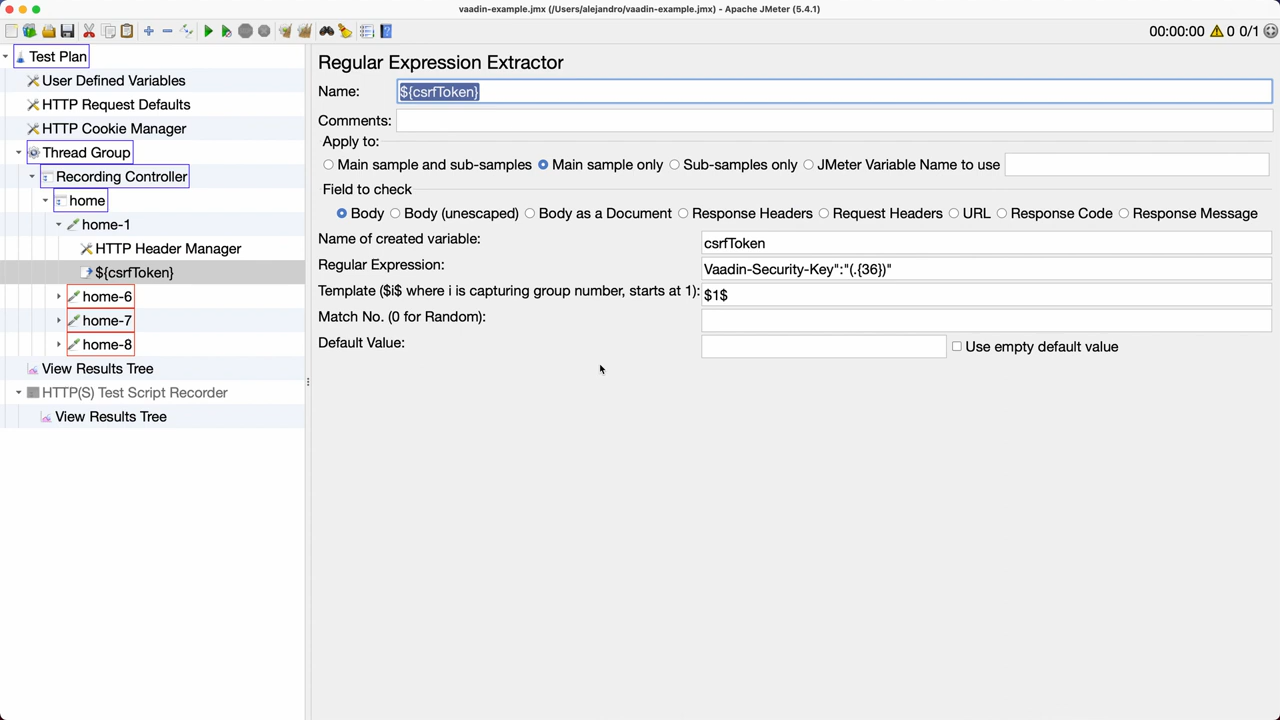 vaadin-example.jmx (/Users/alejandro/vaadin-example.jmx) - Apache JMeter (5.4.1)
00:00:00 0 0/1
Test Plan
User Defined Variables
HTTP Request Defaults
HTTP Cookie Manager
Thread Group
Recording Controller
home
home-1
HTTP Header Manager
${csrfToken}
home-6
home-7
home-8
View Results Tree
HTTP(S) Test Script Recorder
View Results Tree
Regular Expression Extractor
Name: ${csrfToken}
Comments:
Apply to:
Main sample and sub-samples Main sample only Sub-samples only JMeter Variable Name to use
Field to check
Body Body (unescaped) Body as a Document Response Headers Request Headers URL Response Code Response Message
Name of created variable: csrfToken
Regular Expression: Vaadin-Security-Key":"(.{36})"
Template ($i$ where i is capturing group number, starts at 1): $1$
Match No. (0 for Random):
Default Value: Use empty default value